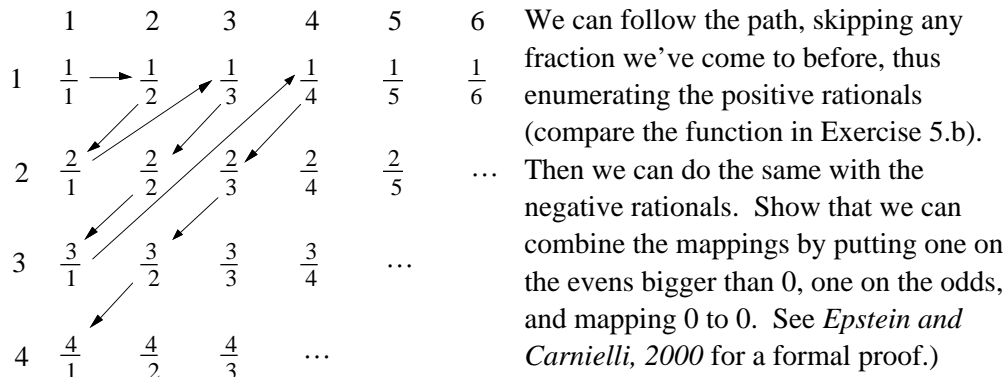 1 2 3 4 5 6
1 1/1 1/2 1/3 1/4 1/5 1/6
2 2/1 2/2 2/3 2/4 2/5 …
3 3/1 3/2 3/3 3/4 …
4 4/1 4/2 4/3 …
We can follow the path, skipping any
fraction we've come to before, thus
enumerating the positive rationals
(compare the function in Exercise 5.b).
Then we can do the same with the
negative rationals. Show that we can
combine the mappings by putting one on
the evens bigger than 0, one on the odds,
and mapping 0 to 0. See Epstein and
Carnielli, 2000 for a formal proof.)